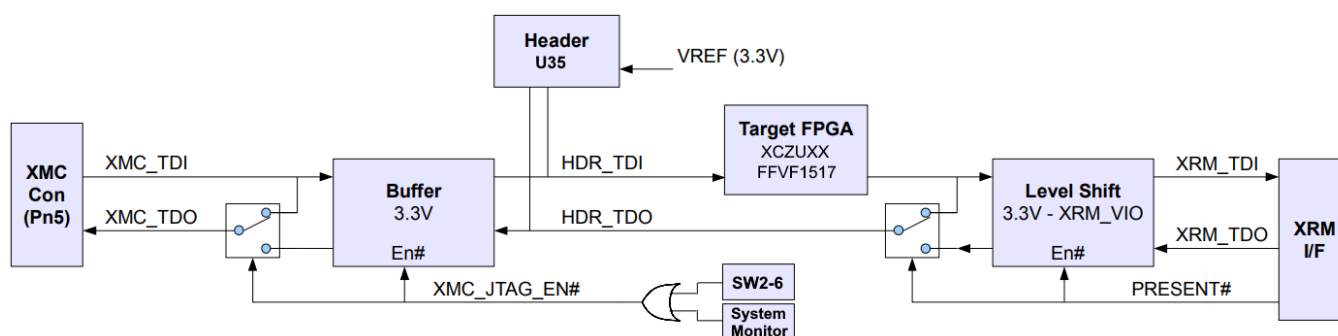 Header
U35
VREF (3.3V)
XMC
Con
(Pn5)
XMC_TDI
XMC_TDO
Buffer
3.3V
En#
HDR_TDI
HDR_TDO
Target FPGA
XCZUXX
FFVF1517
Level Shift
3.3V - XRM_VIO
En#
XRM_TDI
XRM_TDO
XRM
I/F
XMC_JTAG_EN#
SW2-6
System
Monitor
PRESENT#